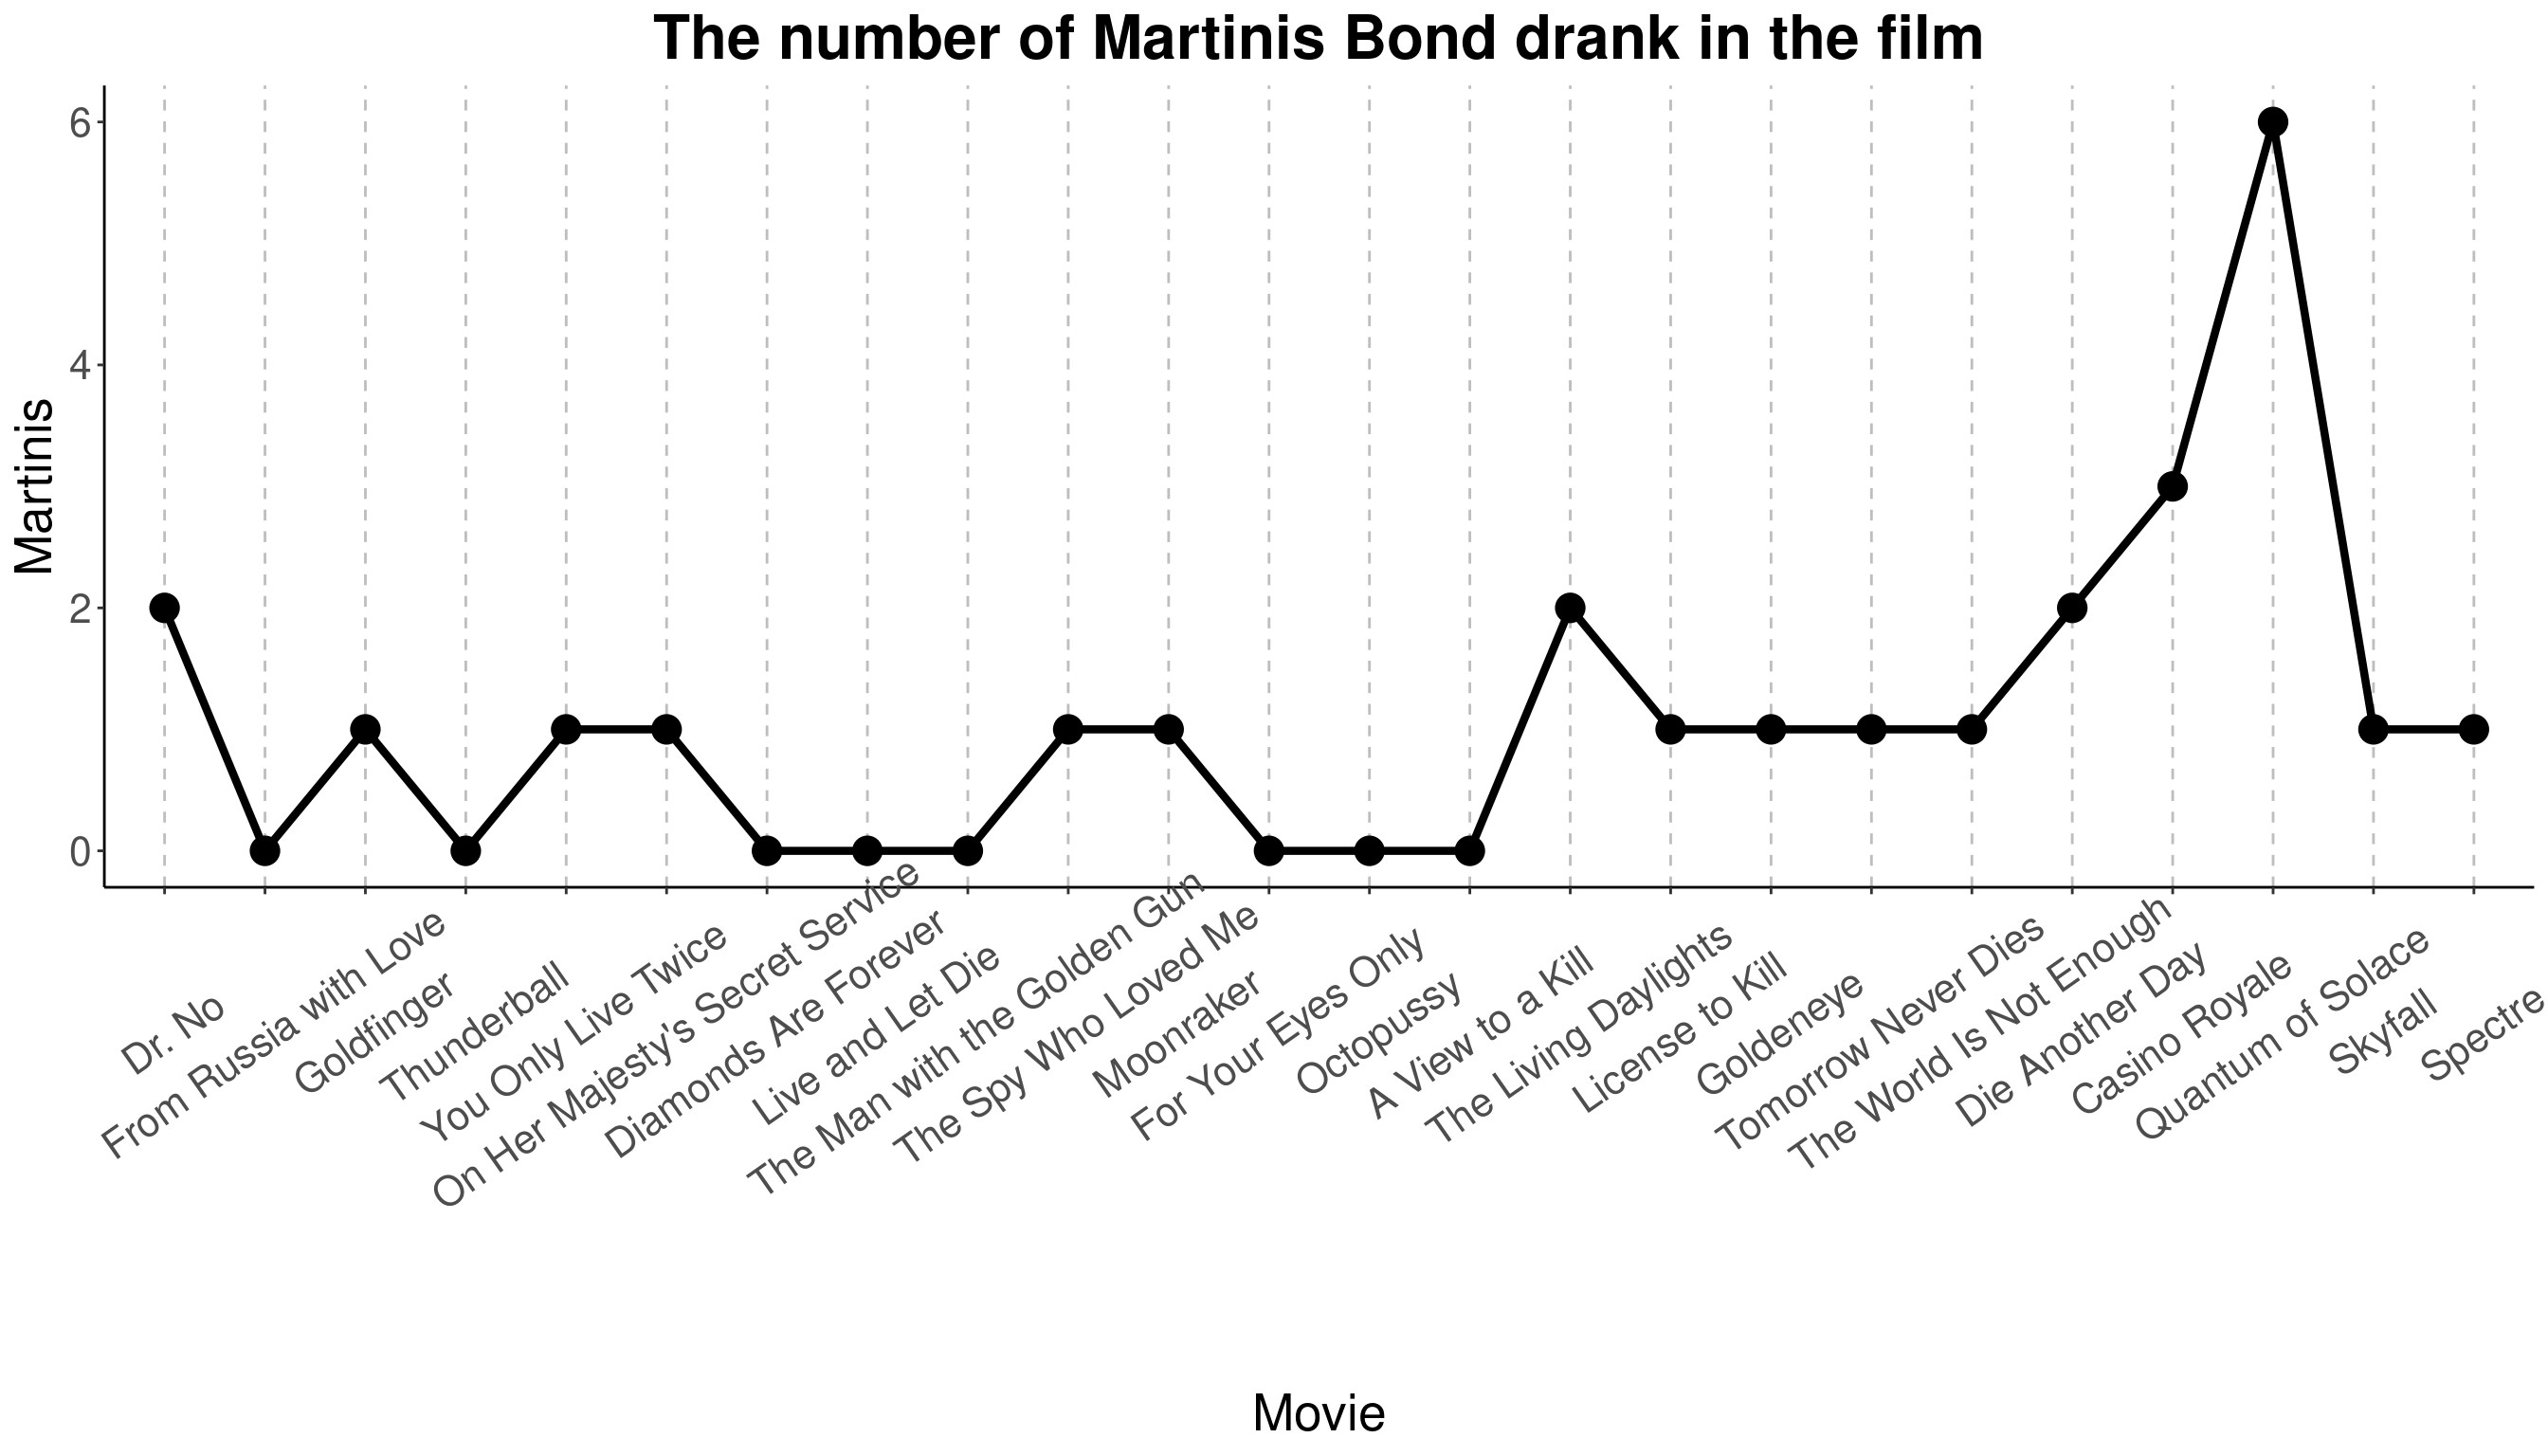 The number of Martinis Bond drank in the film
Martinis
6
4
2
0
Dr. No
From Russia with Love
Goldfinger
Thunderball
You Only Live Twice
On Her Majesty's Secret Service
Diamonds Are Forever
Live and Let Die
The Man with the Golden Gun
The Spy Who Loved Me
Moonraker
For Your Eyes Only
Octopussy
A View to a Kill
The Living Daylights
License to Kill
Goldeneye
Tomorrow Never Dies
The World Is Not Enough
Die Another Day
Casino Royale
Quantum of Solace
Skyfall
Spectre
Movie